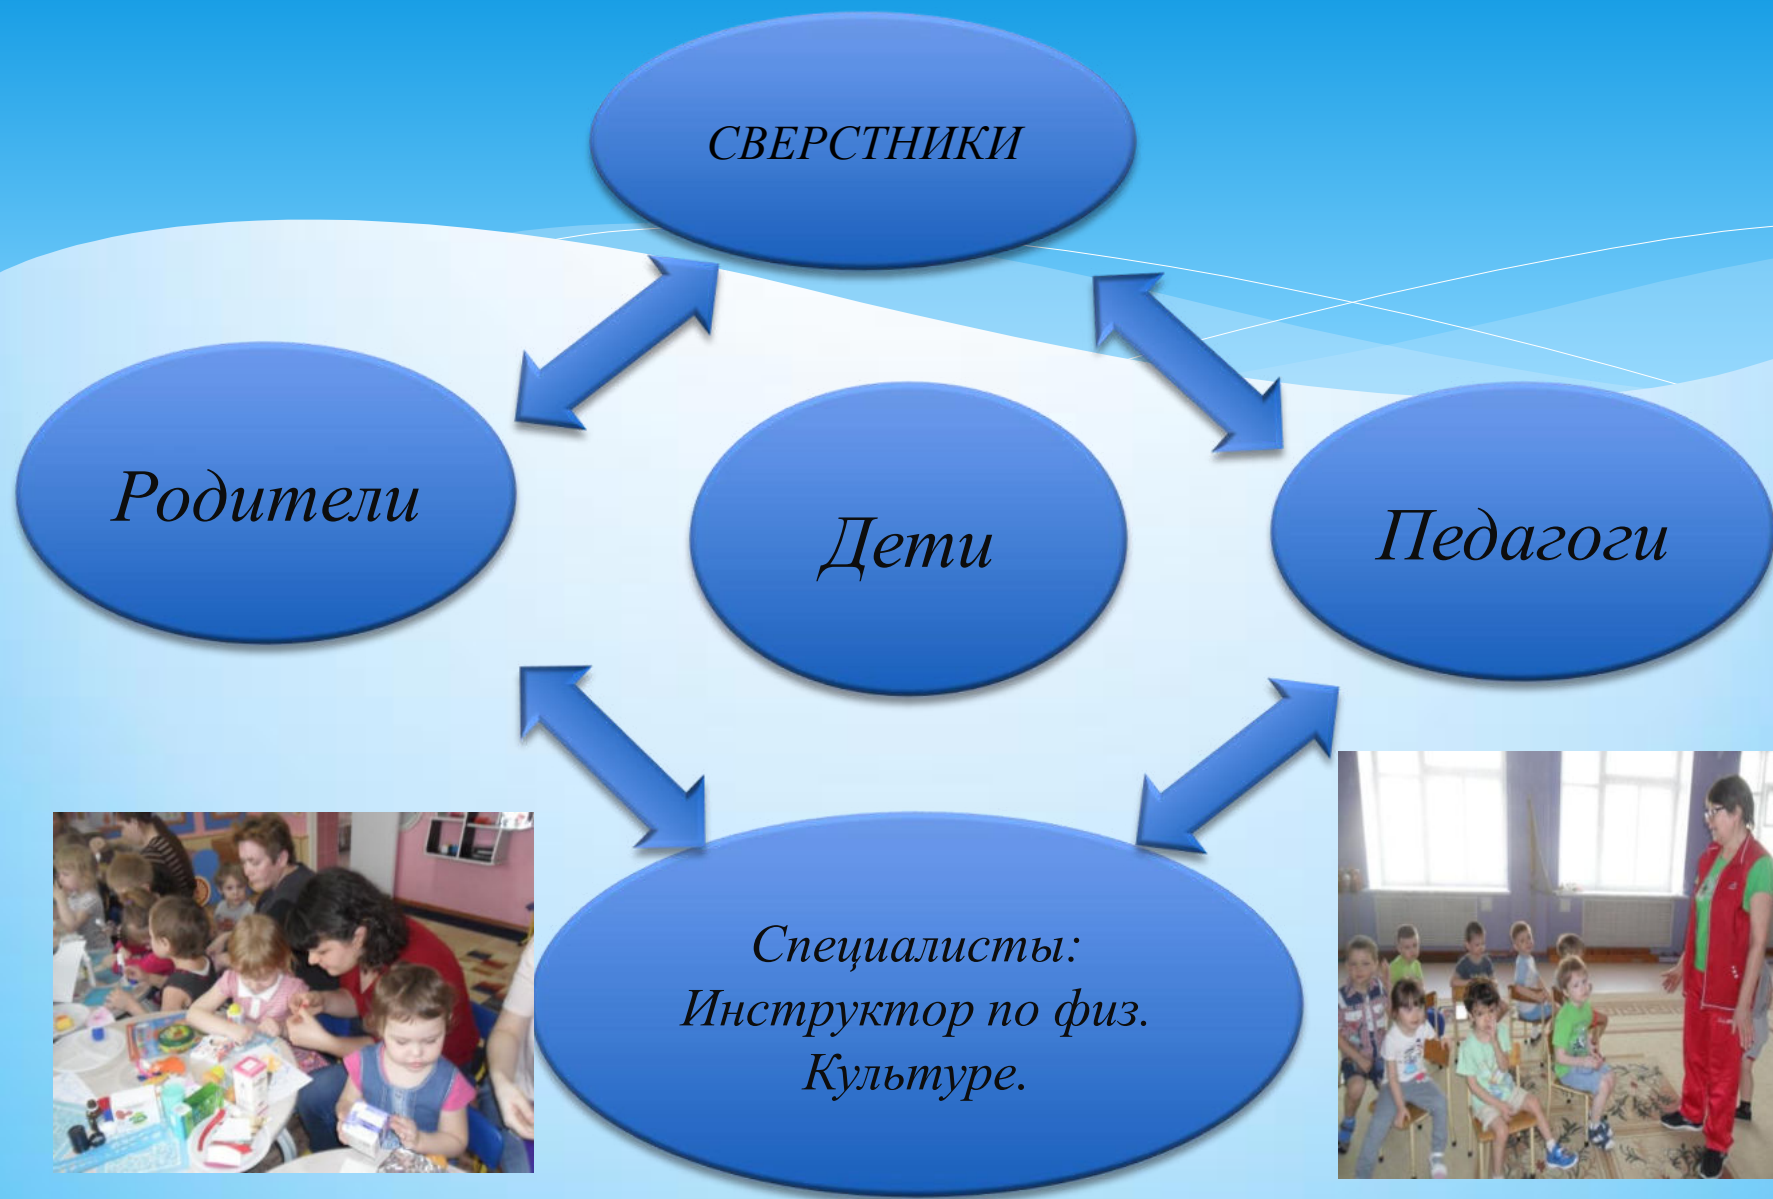 СВЕРСТНИКИ
Родители
Дети
Педагоги
Специалисты:
Инструктор по физ.
Культуре.